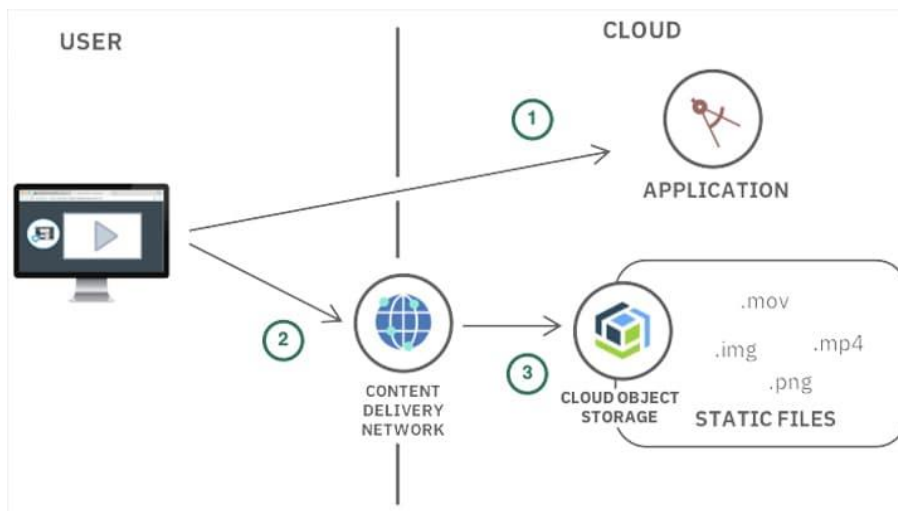 USER
CLOUD
1
APPLICATION
2
CONTENT
DELIVERY
NETWORK
3
CLOUD OBJECT
STORAGE
.mov
.img
.mp4
.png
STATIC FILES